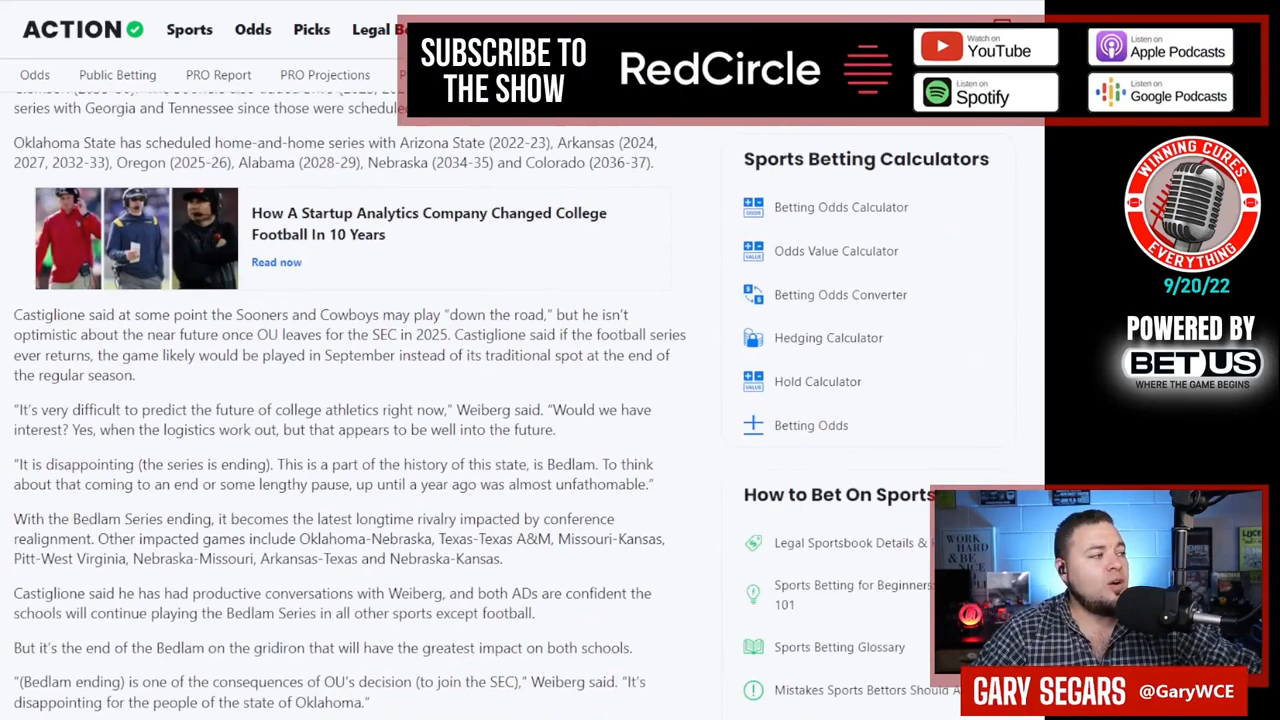 ACTION
Sports
Odds
Picks
Legal
Odds
Public Betting
PRO Report
PRO Projections
SUBSCRIBE TO
THE SHOW
RedCircle
Watch on
YouTube
Listen on
Apple Podcasts
Listen on
Spotify
Listen on
Google Podcasts
series with Georgia and Tennessee since those were scheduled
Oklahoma State has scheduled home-and-home series with Arizona State (2022-23), Arkansas (2024,
2027, 2032-33), Oregon (2025-26), Alabama (2028-29), Nebraska (2034-35) and Colorado (2036-37).
How A Startup Analytics Company Changed College
Football In 10 Years
Read now
Castiglione said at some point the Sooners and Cowboys may play “down the road,” but he isn’t
optimistic about the near future once OU leaves for the SEC in 2025. Castiglione said if the football series
ever returns, the game likely would be played in September instead of its traditional spot at the end of
the regular season.
“It’s very difficult to predict the future of college athletics right now,” Weiberg said. “Would we have
interest? Yes, when the logistics work out, but that appears to be well into the future.
“It is disappointing (the series is ending). This is a part of the history of this state, is Bedlam. To think
about that coming to an end or some lengthy pause, up until a year ago was almost unfathomable.”
With the Bedlam Series ending, it becomes the latest longtime rivalry impacted by conference
realignment. Other impacted games include Oklahoma-Nebraska, Texas-Texas A&M, Missouri-Kansas,
Pitt-West Virginia, Nebraska-Missouri, Arkansas-Texas and Nebraska-Kansas.
Castiglione said he has had productive conversations with Weiberg, and both ADs are confident the
schools will continue playing the Bedlam Series in all other sports except football.
But it’s the end of the Bedlam on the gridiron that will have the greatest impact on both schools.
“(Bedlam ending) is one of the consequences of OU’s decision (to join the SEC),” Weiberg said. “It’s
disappointing for the people of the state of Oklahoma.”
Sports Betting Calculators
Betting Odds Calculator
Odds Value Calculator
Betting Odds Converter
Hedging Calculator
Hold Calculator
Betting Odds
How to Bet On Sports
Legal Sportsbook Details &
Sports Betting for Beginners
101
Sports Betting Glossary
Mistakes Sports Bettors Should
WINNING CURES
EVERYTHING
9/20/22
POWERED BY
BETUS
WHERE THE GAME BEGINS
WORK
HARD &
BE NICE
GARY SEGARS @GaryWCE